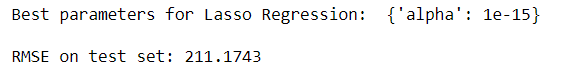 Best parameters for Lasso Regression:  {'alpha': 1e-15}
RMSE on test set: 211.1743